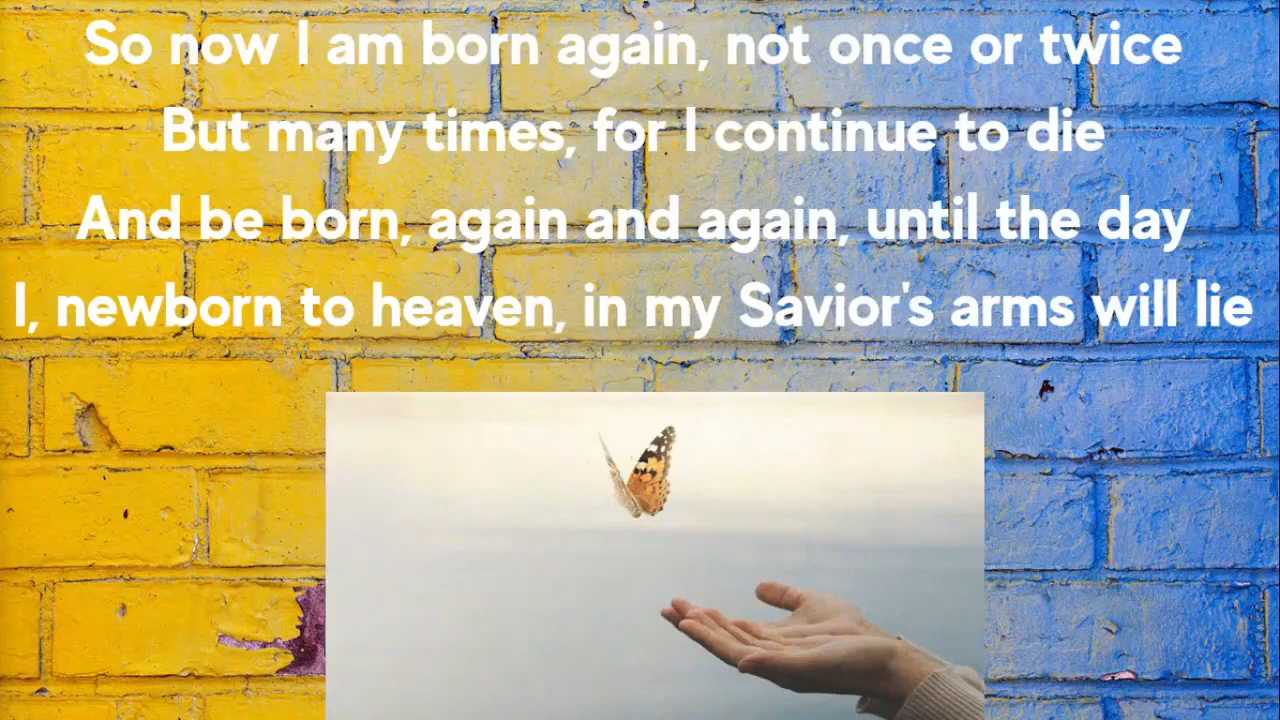 So now I am born again, not once or twice
But many times, for I continue to die
And be born, again and again, until the day
I, newborn to heaven, in my Savior's arms will lie